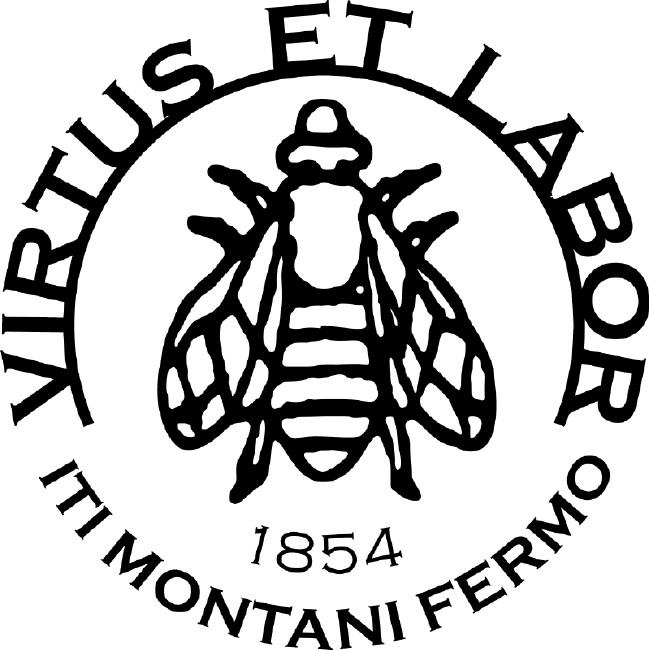 VIRTUS ET LABOR
1854
ITI MONTANI FERMO